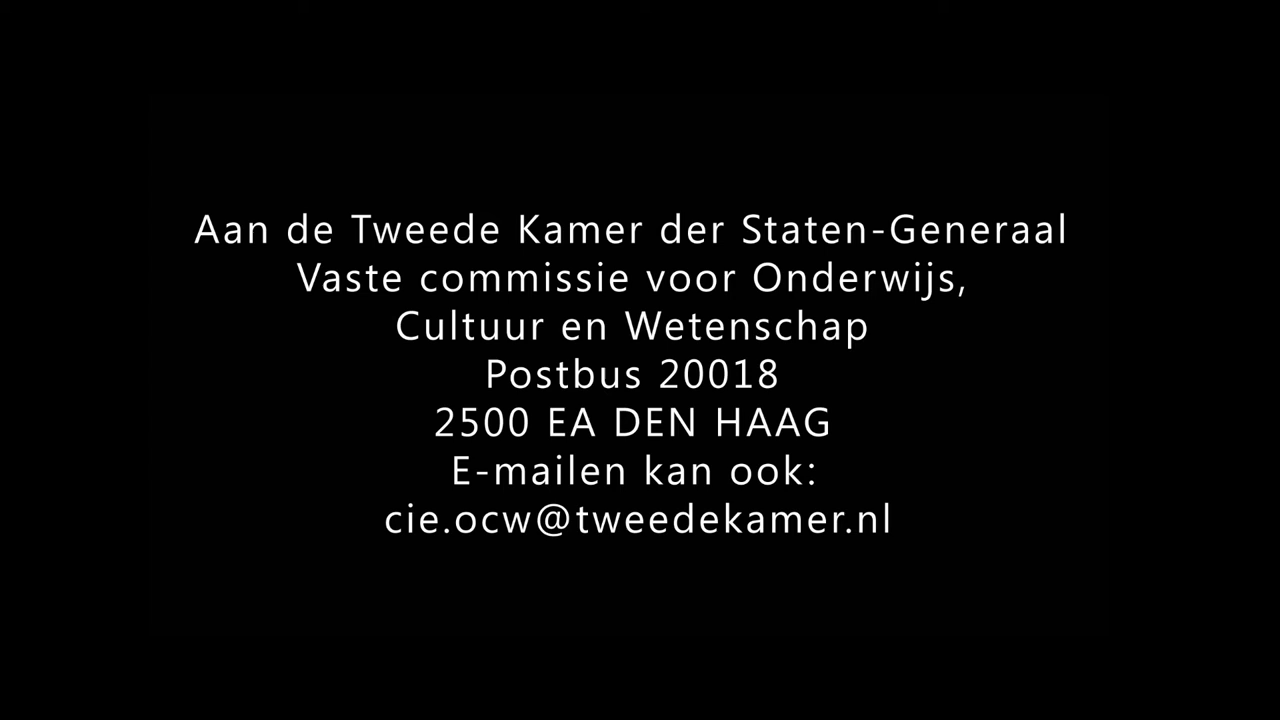 Aan de Tweede Kamer der Staten-Generaal
Vaste commissie voor Onderwijs,
Cultuur en Wetenschap
Postbus 20018
2500 EA DEN HAAG
E-mailen kan ook:
cie.ocw@tweedekamer.nl